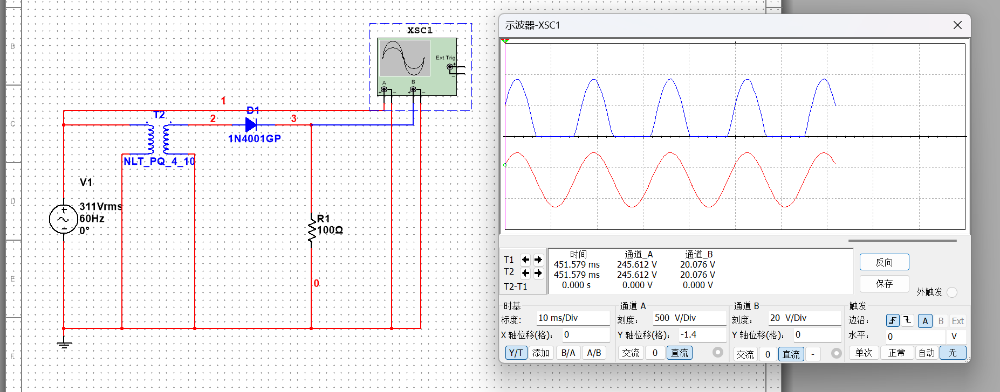 B
C
D
E
F
XSC1
Ext Trig
+
−
A
B
+
−
+
−
1
T2
2
D1
3
1N4001GP
NLT_PQ_4_10
V1
311Vrms
60Hz
0°
R1
100Ω
0
示波器-XSC1
时间 通道_A 通道_B
T1 451.579 ms 245.612 V 20.076 V
T2 451.579 ms 245.612 V 20.076 V
T2-T1 0.000 s 0.000 V 0.000 V
反向
保存
外触发
时基
标度: 10 ms/Div
X 轴位移(格): 0
Y/T 添加 B/A A/B
通道 A
刻度: 500 V/Div
Y 轴位移(格): -1.4
交流 0 直流
通道 B
刻度: 20 V/Div
Y 轴位移(格): 0
交流 0 直流 -
触发
边沿: A B Ext
水平: 0 V
单次 正常 自动 无